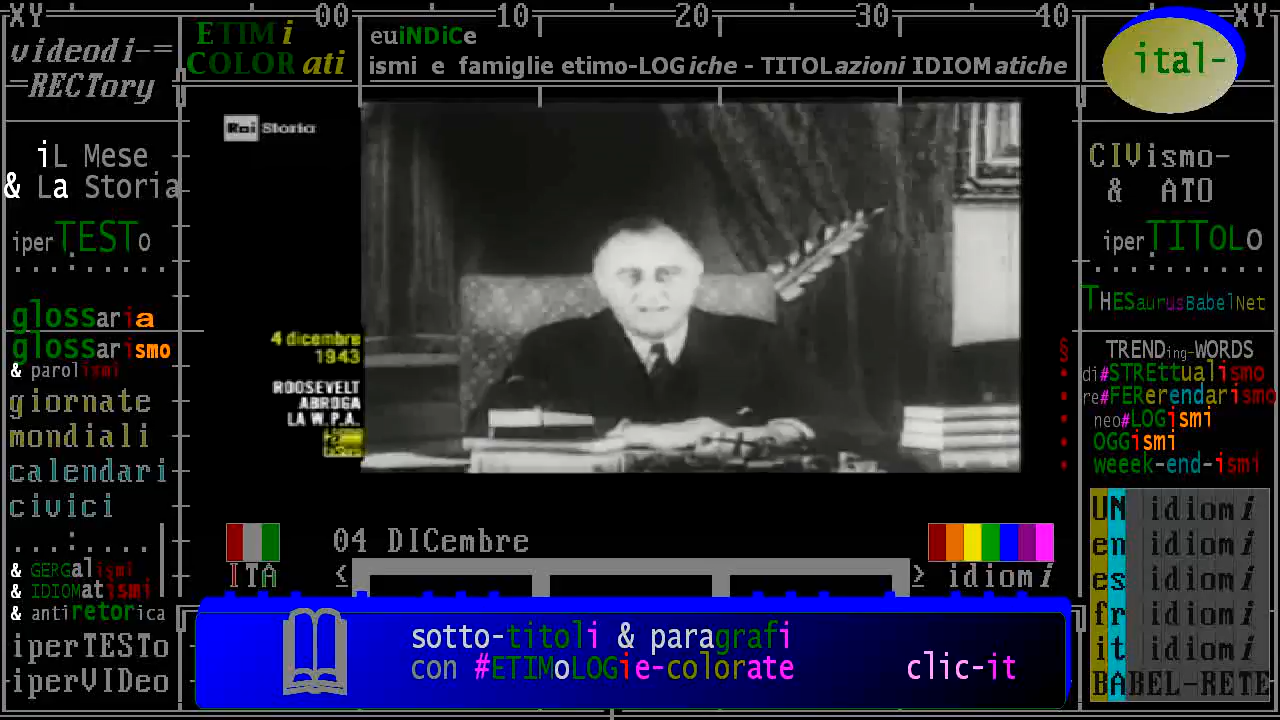 XY 00 10 20 30 40 XY
videodi-=
=RECTory
ETIMi
COLORati
euiNDiCe
ismi e famiglie etimo-LOGiche - TITOLazioni IDIOMatiche
ital-
iL Mese
& La Storia
iperTESTo
...:.....
glossaria
glossarismo
& parolismi
giornate
mondiali
calendari
civici
...:....
& GERGalismi
& IDIOMatismi
& antiretorica
iperTESTo
iperVIDeo
Rai Storia
4 dicembre
1943
ROOSEVELT
ABROGA
LA W.P.A.
§
CIVismo-
& ATO
iperTITOLO
...:.....
THESaurusBabelNet
TRENDing-WORDS
di#STREttualismo
re#FERerendarismo
neo#LOGismi
OGGismi
weeek-end-ismi
UN idiomi
en idiomi
es idiomi
fr idiomi
it idiomi
BABEL-RETE
ITA
04 DICembre
< >
idiomi
sotto-titoli & paragrafi
con #ETIMoLOGie-colorate
clic-it